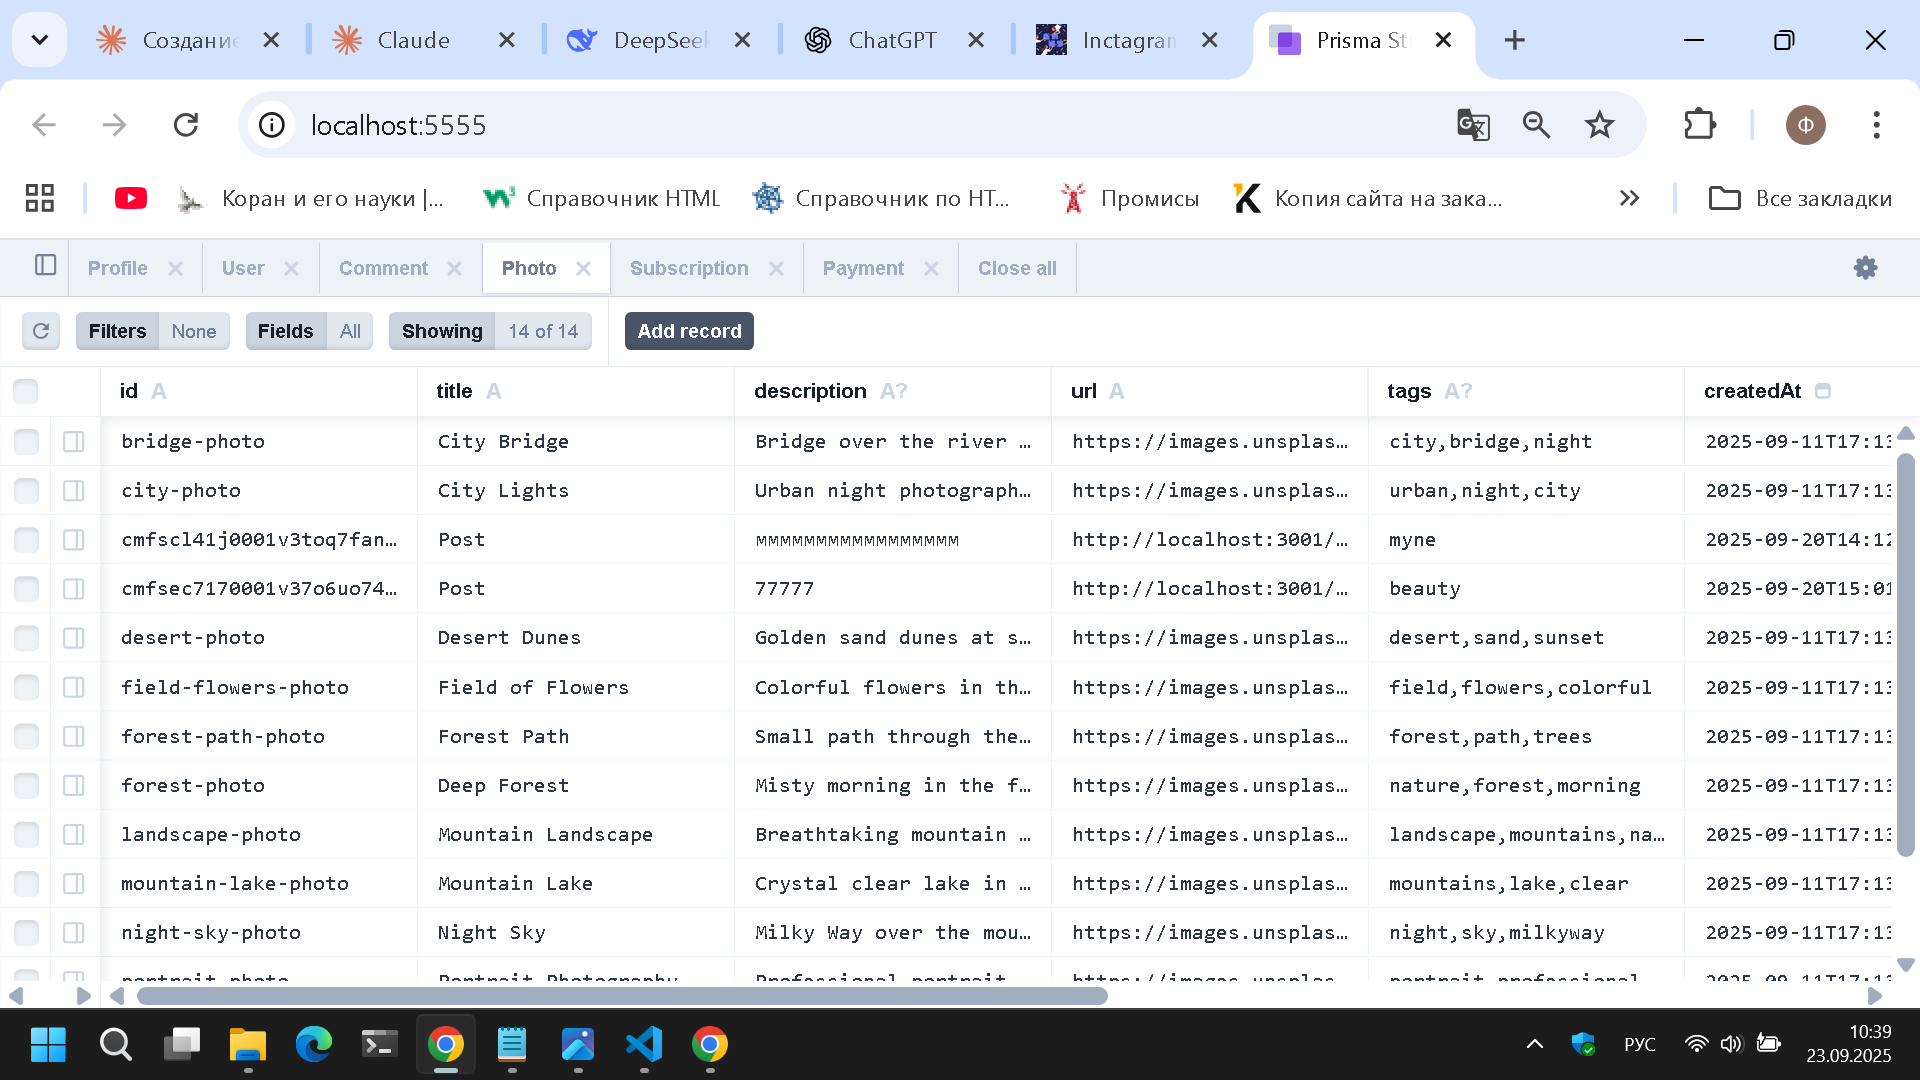 Создание
Claude
DeepSeek
ChatGPT
Inctagram
Prisma St
localhost:5555
Ф
Коран и его науки |...
Справочник HTML
Справочник по HT...
Промисы
Копия сайта на зака...
Все закладки
Profile
User
Comment
Photo
Subscription
Payment
Close all
Filters None
Fields All
Showing 14 of 14
Add record
id A title A description A? url A tags A? createdAt
bridge-photo City Bridge Bridge over the river … https://images.unsplas… city,bridge,night 2025-09-11T17:13
city-photo City Lights Urban night photograph… https://images.unsplas… urban,night,city 2025-09-11T17:13
cmfscl41j0001v3toq7fan… Post ммммммммммммммммм http://localhost:3001/… myne 2025-09-20T14:12
cmfsec7170001v37o6uo74… Post 77777 http://localhost:3001/… beauty 2025-09-20T15:01
desert-photo Desert Dunes Golden sand dunes at s… https://images.unsplas… desert,sand,sunset 2025-09-11T17:13
field-flowers-photo Field of Flowers Colorful flowers in th… https://images.unsplas… field,flowers,colorful 2025-09-11T17:13
forest-path-photo Forest Path Small path through the… https://images.unsplas… forest,path,trees 2025-09-11T17:13
forest-photo Deep Forest Misty morning in the f… https://images.unsplas… nature,forest,morning 2025-09-11T17:13
landscape-photo Mountain Landscape Breathtaking mountain … https://images.unsplas… landscape,mountains,na… 2025-09-11T17:13
mountain-lake-photo Mountain Lake Crystal clear lake in … https://images.unsplas… mountains,lake,clear 2025-09-11T17:13
night-sky-photo Night Sky Milky Way over the mou… https://images.unsplas… night,sky,milkyway 2025-09-11T17:13
portrait-photo Portrait Photography Professional portrait https://images.unsplas portrait,professional 2025-09-11T17:13
РУС
10:39
23.09.2025